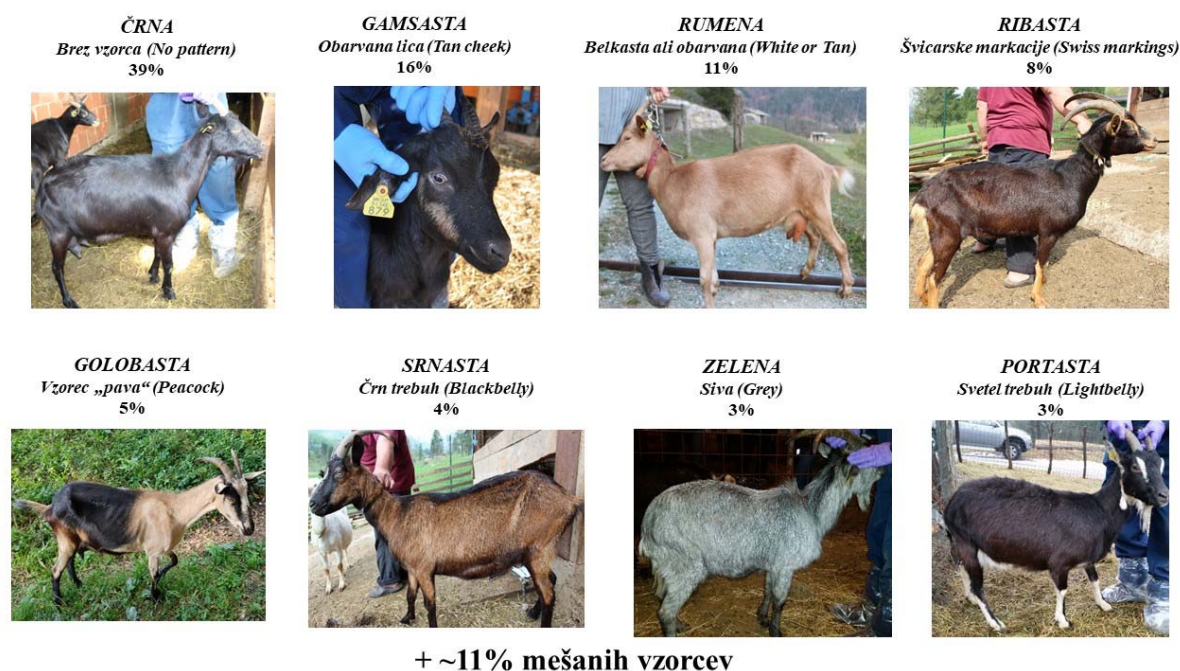 ČRNA
Brez vzorca (No pattern)
39%
GAMSASTA
Obarvana lica (Tan cheek)
16%
RUMENA
Belkasta ali obarvana (White or Tan)
11%
RIBASTA
Švicarske markacije (Swiss markings)
8%
879
GOLOBASTA
Vzorec „pava“ (Peacock)
5%
SRNASTA
Črn trebuh (Blackbelly)
4%
ZELENA
Siva (Grey)
3%
PORTASTA
Svetel trebuh (Lightbelly)
3%
+ ~11% mešanih vzorcev